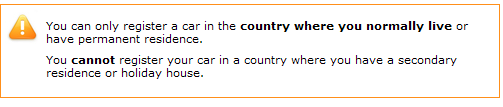 You can only register a car in the country where you normally live or
have permanent residence.
You cannot register your car in a country where you have a secondary
residence or holiday house.